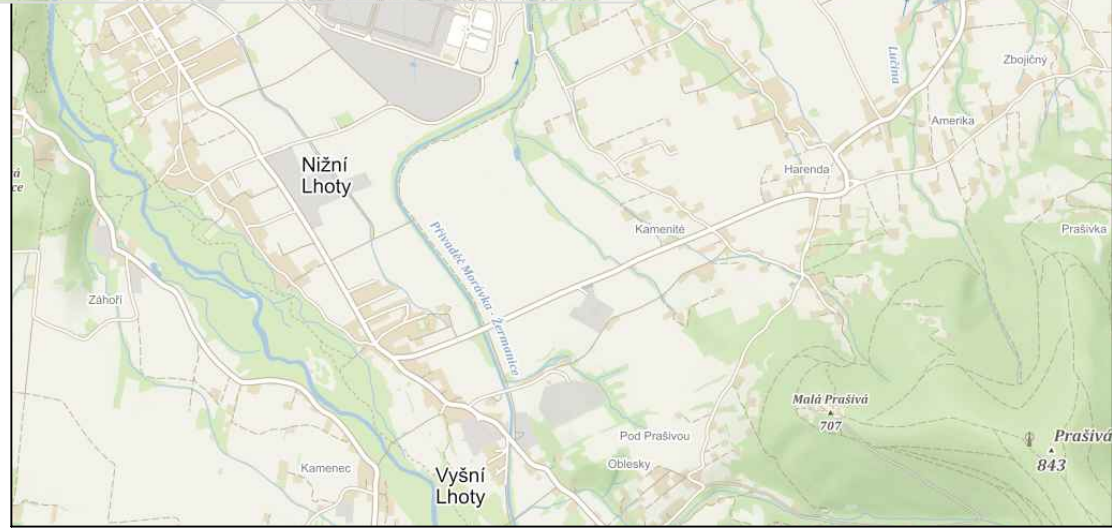 Lučina
Zbojičný
Amerika
Nižní
Lhoty
Harenda
Kamenité
Prašivka
Přivaděč Morávka - Žermanice
Záhoří
Malá Prašivá
707
Pod Prašivou
Oblesky
Prašivá
843
Kamenec
Vyšní
Lhoty